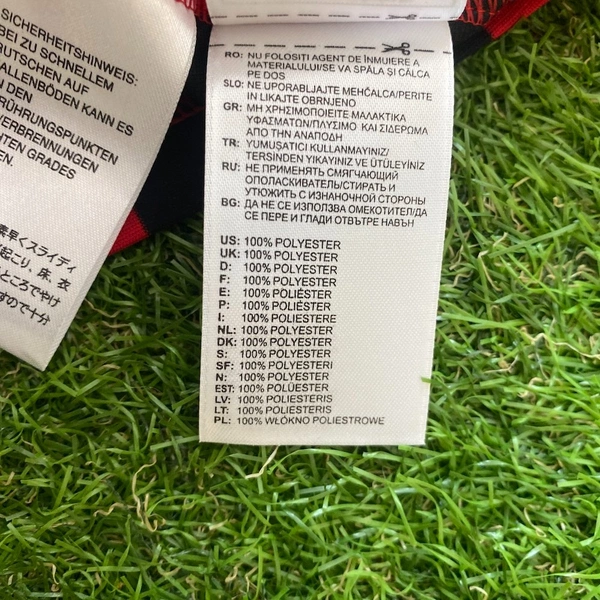 SICHERHEITSHINWEIS:
BEI ZU SCHNELLEM
AUF
KANN ES
DEN
VERBRENNUNGEN
GRADES
RO: NU FOLOSIȚI AGENT DE ÎNMUIERE A
MATERIALULUI/SE VA SPĂLA ȘI CĂLCA
PE DOS
SLO: NE UPORABLJAJTE MEHČALCA/PERITE
IN LIKAJTE OBRNJENO
GR: ΜΗ ΧΡΗΣΙΜΟΠΟΙΕΙΤΕ ΜΑΛΑΚΤΙΚΑ
ΥΦΑΣΜΑΤΩΝ/ΠΛΥΣΙΜΟ ΚΑΙ ΣΙΔΕΡΩΜΑ
ΑΠΟ ΤΗΝ ΑΝΑΠΟΔΗ
TR: YUMUŞATICI KULLANMAYINIZ/
TERSİNDEN YIKAYINIZ VE ÜTÜLEYİNİZ
RU: НЕ ПРИМЕНЯТЬ СМЯГЧАЮЩИЙ
ОПОЛАСКИВАТЕЛЬ/СТИРАТЬ И
УТЮЖИТЬ С ИЗНАНОЧНОЙ СТОРОНЫ
BG: ДА НЕ СЕ ИЗПОЛЗВА ОМЕКОТИТЕЛ/ДА
СЕ ПЕРЕ И ГЛАДИ ОТВЪТРЕ НАВЪН
US: 100% POLYESTER
UK: 100% POLYESTER
D: 100% POLYESTER
F: 100% POLYESTER
E: 100% POLIÉSTER
P: 100% POLIÉSTER
I: 100% POLIESTERE
NL: 100% POLYESTER
DK: 100% POLYESTER
S: 100% POLYESTER
SF: 100% POLYESTERI
N: 100% POLYESTER
EST: 100% POLÜESTER
LV: 100% POLIESTERIS
LT: 100% POLIESTERIS
PL: 100% WŁÓKNO POLIESTROWE